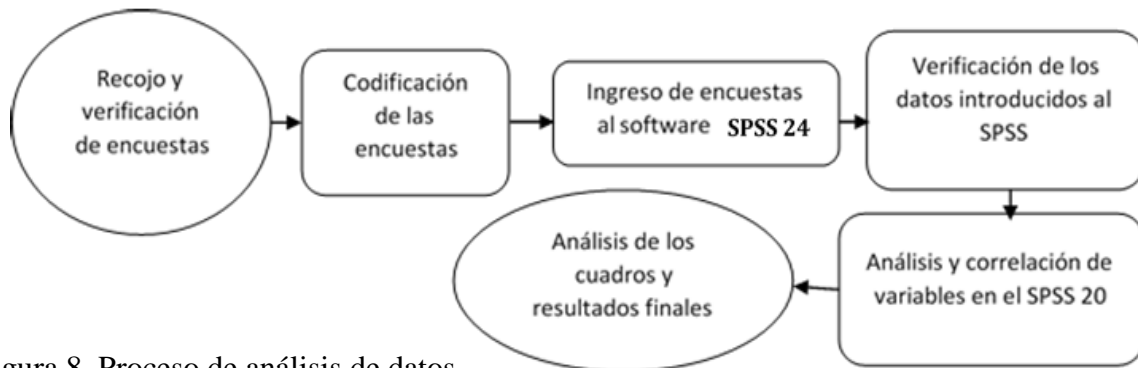 Recojo y
verificación
de encuestas
Codificación
de las
encuestas
Ingreso de encuestas
al software SPSS 24
Verificación de los
datos introducidos al
SPSS
Análisis y correlación de
variables en el SPSS 20
Análisis de los
cuadros y
resultados finales
gura 8. Proceso de análisis de datos